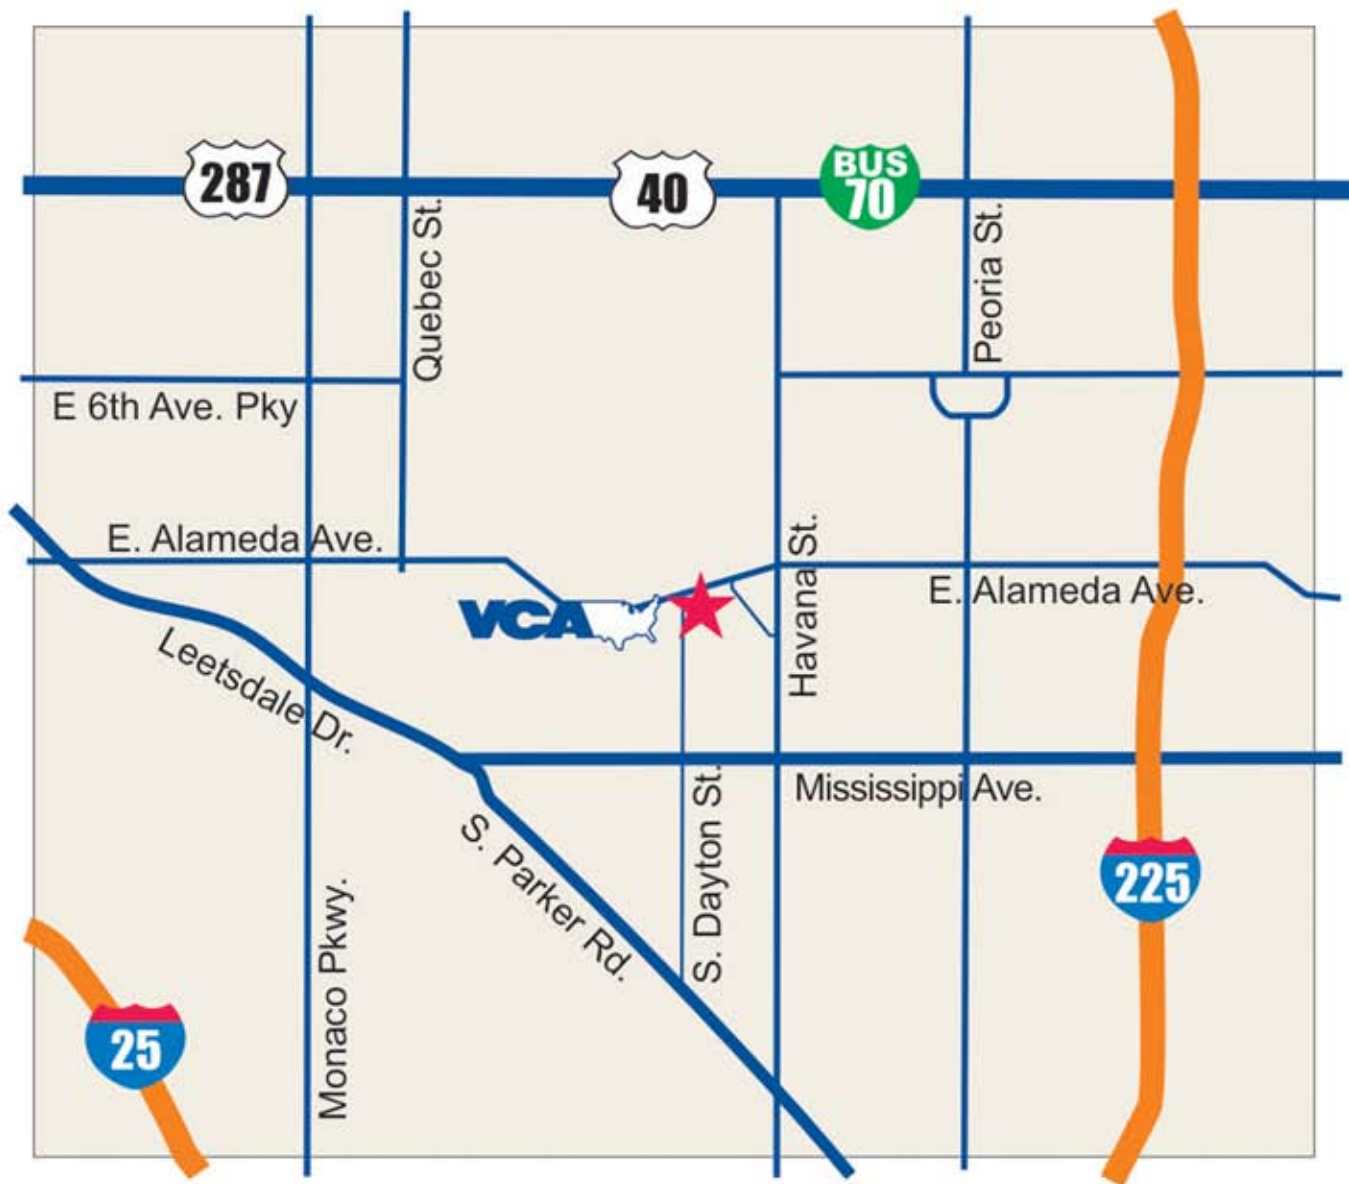 287
40
BUS
70
Quebec St.
Peoria St.
E 6th Ave. Pky
E. Alameda Ave.
Havana St.
E. Alameda Ave.
VCA
Leetsdale Dr.
Mississippi Ave.
S. Parker Rd.
S. Dayton St.
225
Monaco Pkwy.
25